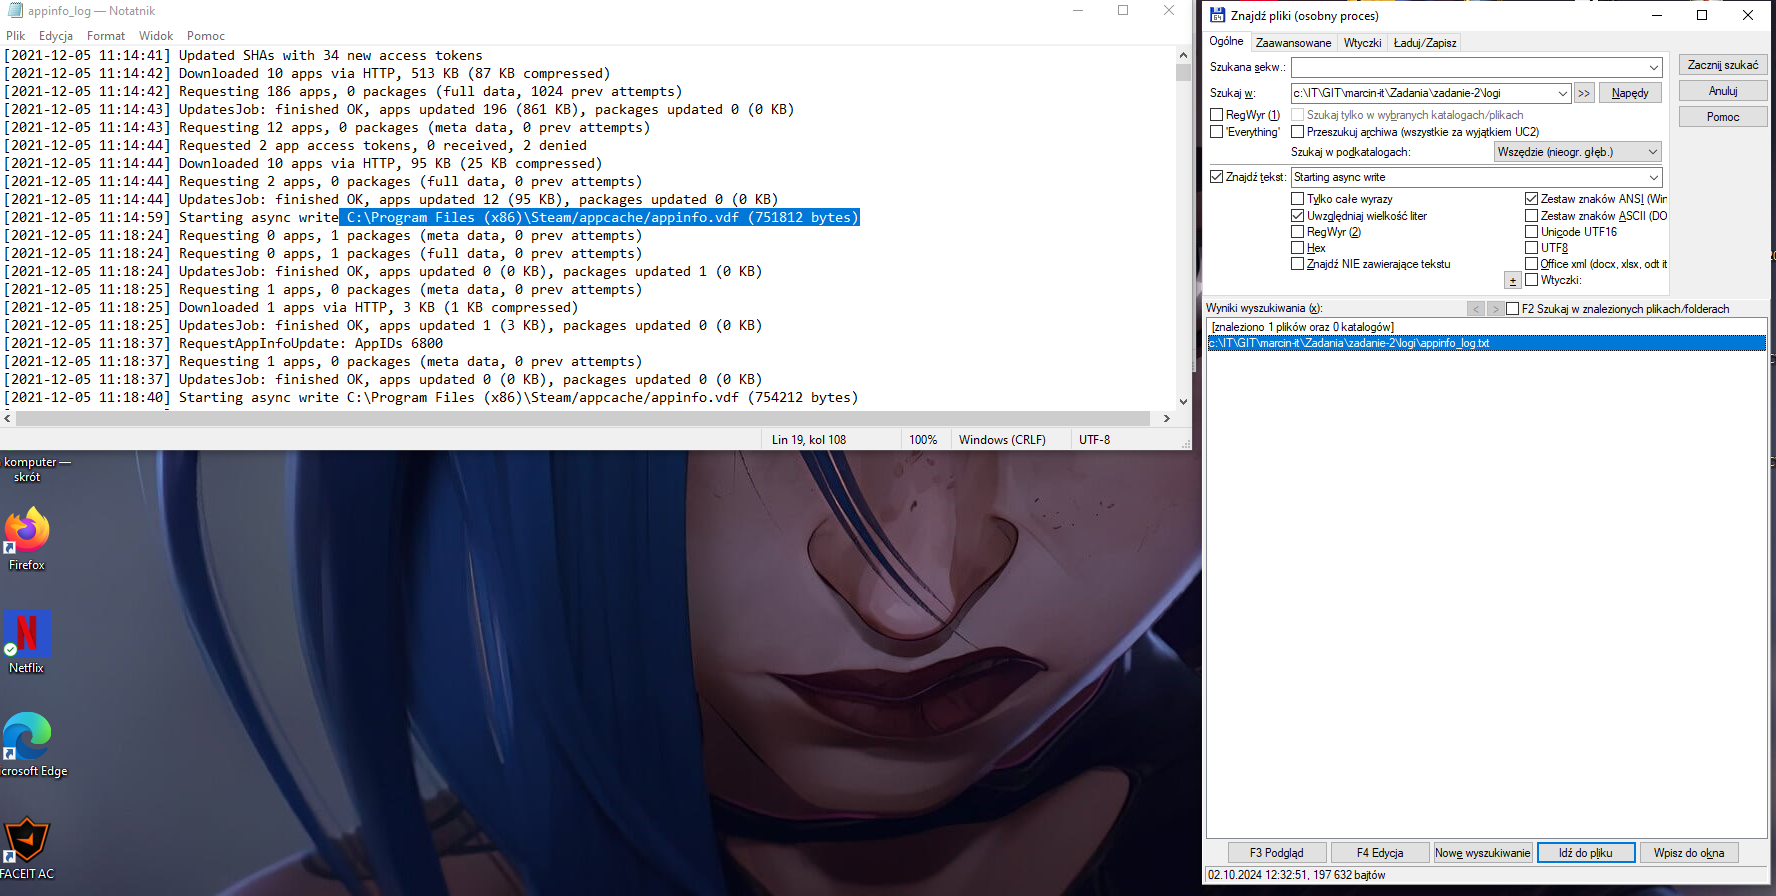 appinfo_log — Notatnik
Plik Edycja Format Widok Pomoc
[2021-12-05 11:14:41] Updated SHAs with 34 new access tokens
[2021-12-05 11:14:42] Downloaded 10 apps via HTTP, 513 KB (87 KB compressed)
[2021-12-05 11:14:42] Requesting 186 apps, 0 packages (full data, 1024 prev attempts)
[2021-12-05 11:14:43] UpdatesJob: finished OK, apps updated 196 (861 KB), packages updated 0 (0 KB)
[2021-12-05 11:14:43] Requesting 12 apps, 0 packages (meta data, 0 prev attempts)
[2021-12-05 11:14:44] Requested 2 app access tokens, 0 received, 2 denied
[2021-12-05 11:14:44] Downloaded 10 apps via HTTP, 95 KB (25 KB compressed)
[2021-12-05 11:14:44] Requesting 2 apps, 0 packages (full data, 0 prev attempts)
[2021-12-05 11:14:44] UpdatesJob: finished OK, apps updated 12 (95 KB), packages updated 0 (0 KB)
[2021-12-05 11:14:59] Starting async write C:\Program Files (x86)\Steam/appcache/appinfo.vdf (751812 bytes)
[2021-12-05 11:18:24] Requesting 0 apps, 1 packages (meta data, 0 prev attempts)
[2021-12-05 11:18:24] Requesting 0 apps, 1 packages (full data, 0 prev attempts)
[2021-12-05 11:18:24] UpdatesJob: finished OK, apps updated 0 (0 KB), packages updated 1 (0 KB)
[2021-12-05 11:18:25] Requesting 1 apps, 0 packages (meta data, 0 prev attempts)
[2021-12-05 11:18:25] Downloaded 1 apps via HTTP, 3 KB (1 KB compressed)
[2021-12-05 11:18:25] UpdatesJob: finished OK, apps updated 1 (3 KB), packages updated 0 (0 KB)
[2021-12-05 11:18:37] RequestAppInfoUpdate: AppIDs 6800
[2021-12-05 11:18:37] Requesting 1 apps, 0 packages (meta data, 0 prev attempts)
[2021-12-05 11:18:37] UpdatesJob: finished OK, apps updated 0 (0 KB), packages updated 0 (0 KB)
[2021-12-05 11:18:40] Starting async write C:\Program Files (x86)\Steam/appcache/appinfo.vdf (754212 bytes)
Lin 19, kol 108 100% Windows (CRLF) UTF-8
komputer —
skrót
Firefox
Netflix
crosoft Edge
FACEIT AC
Znajdź pliki (osobny proces)
Ogólne Zaawansowane Wtyczki Ładuj/Zapisz
Szukana sekw.: Zacznij szukać
Szukaj w: c:\IT\GIT\marcin-it\Zadania\zadanie-2\logi >> Napędy Anuluj
RegWyr (1) Szukaj tylko w wybranych katalogach/plikach Pomoc
'Everything' Przeszukuj archiwa (wszystkie za wyjątkiem UC2)
Szukaj w podkatalogach: Wszędzie (nieogr. głęb.)
Znajdź tekst: Starting async write
Tylko całe wyrazy Zestaw znaków ANSI (Win
Uwzględniaj wielkość liter Zestaw znaków ASCII (DO
RegWyr (2) Unicode UTF16
Hex UTF8
Znajdź NIE zawierające tekstu Office xml (docx, xlsx, odt it
± Wtyczki:
Wyniki wyszukiwania (x): < > F2 Szukaj w znalezionych plikach/folderach
[znaleziono 1 plików oraz 0 katalogów]
c:\IT\GIT\marcin-it\Zadania\zadanie-2\logi\appinfo_log.txt
F3 Podgląd F4 Edycja Nowe wyszukiwanie Idź do pliku Wpisz do okna
02.10.2024 12:32:51, 197 632 bajtów